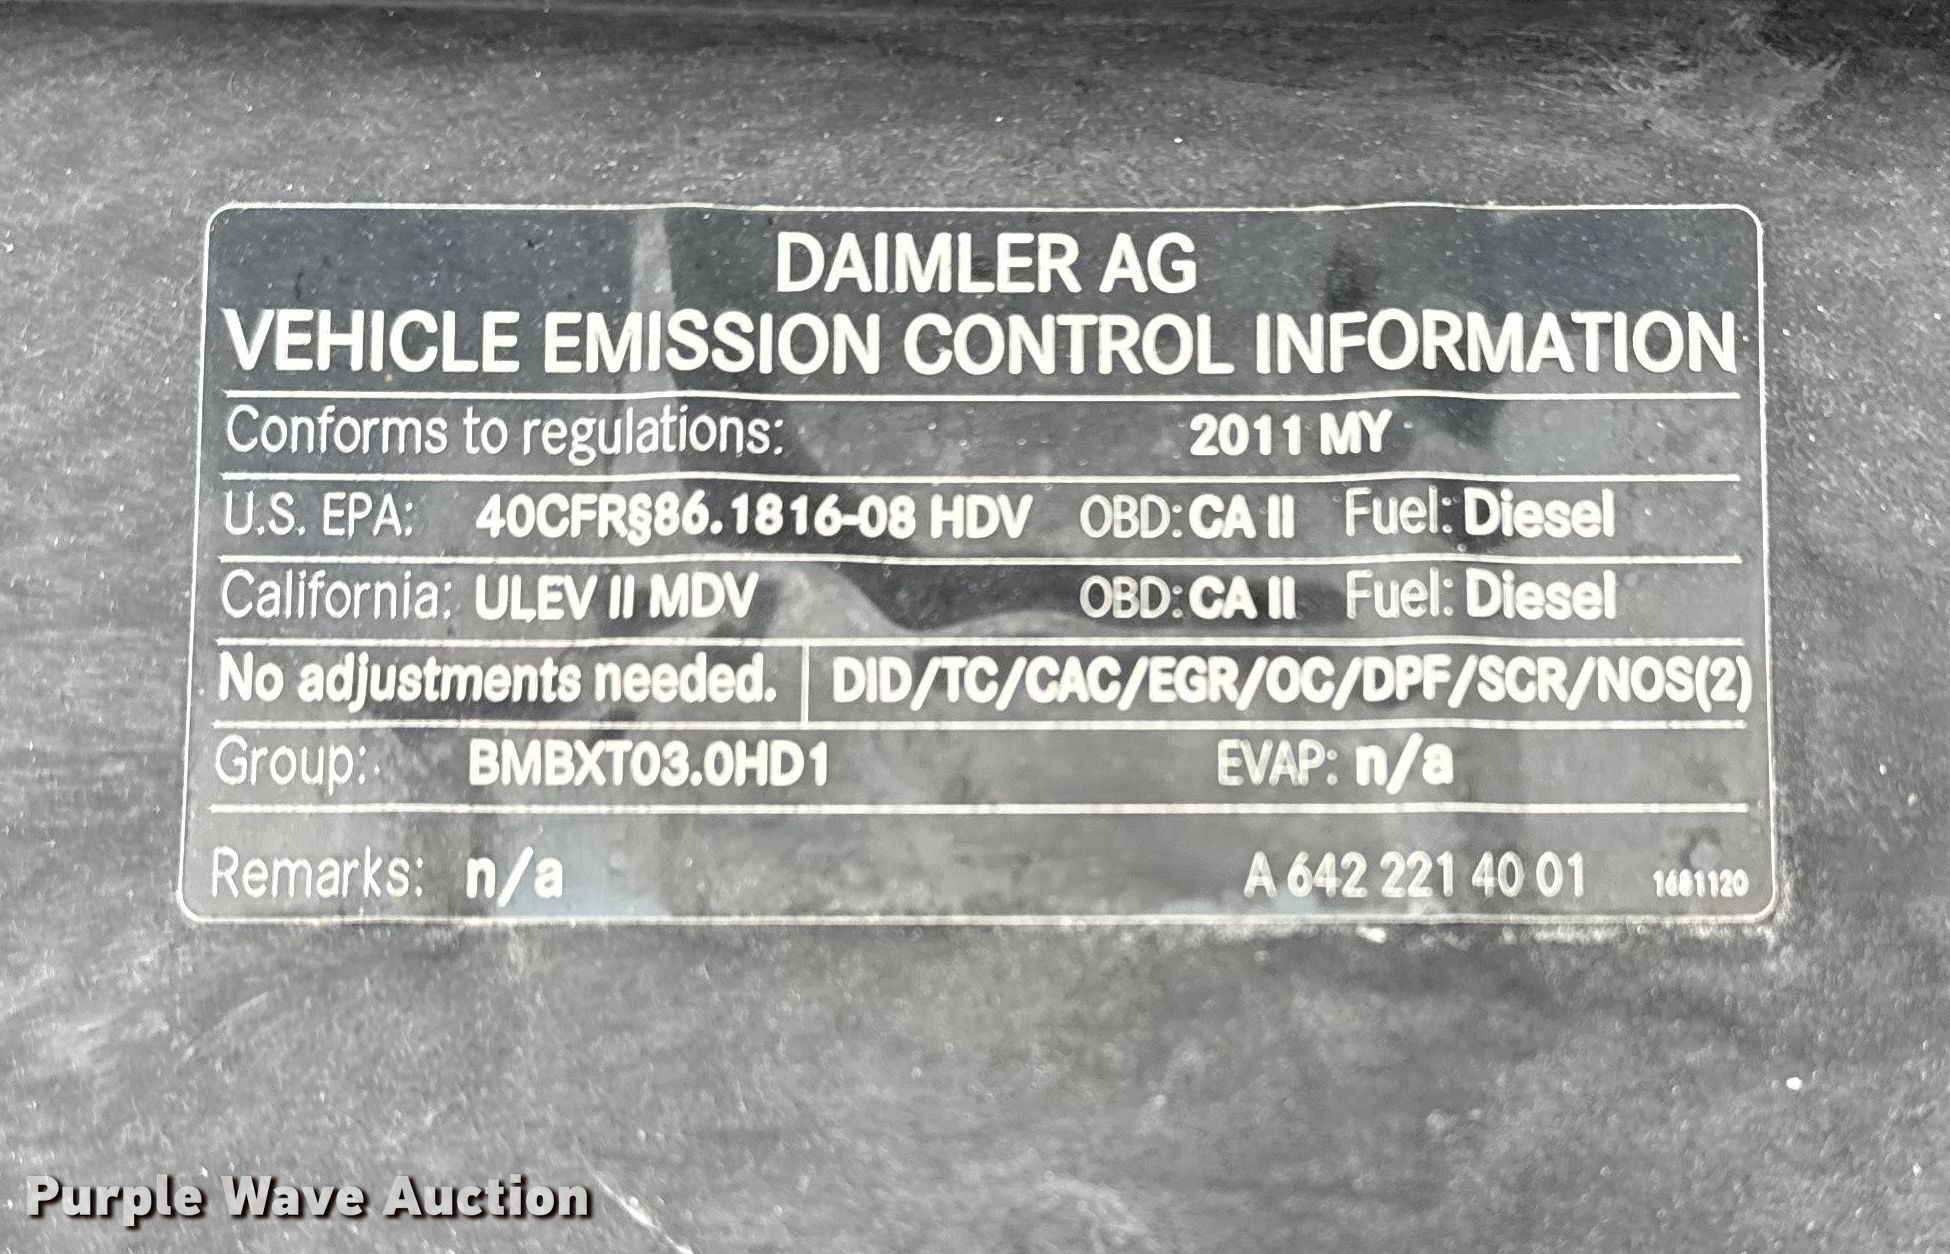 DAIMLER AG
VEHICLE EMISSION CONTROL INFORMATION
Conforms to regulations: 2011 MY
U.S. EPA: 40CFR§86.1816-08 HDV OBD: CA II Fuel: Diesel
California: ULEV II MDV OBD: CA II Fuel: Diesel
No adjustments needed. DID/TC/CAC/EGR/OC/DPF/SCR/NOS(2)
Group: BMBXT03.0HD1 EVAP: n/a
Remarks: n/a A 642 221 40 01
Purple Wave Auction